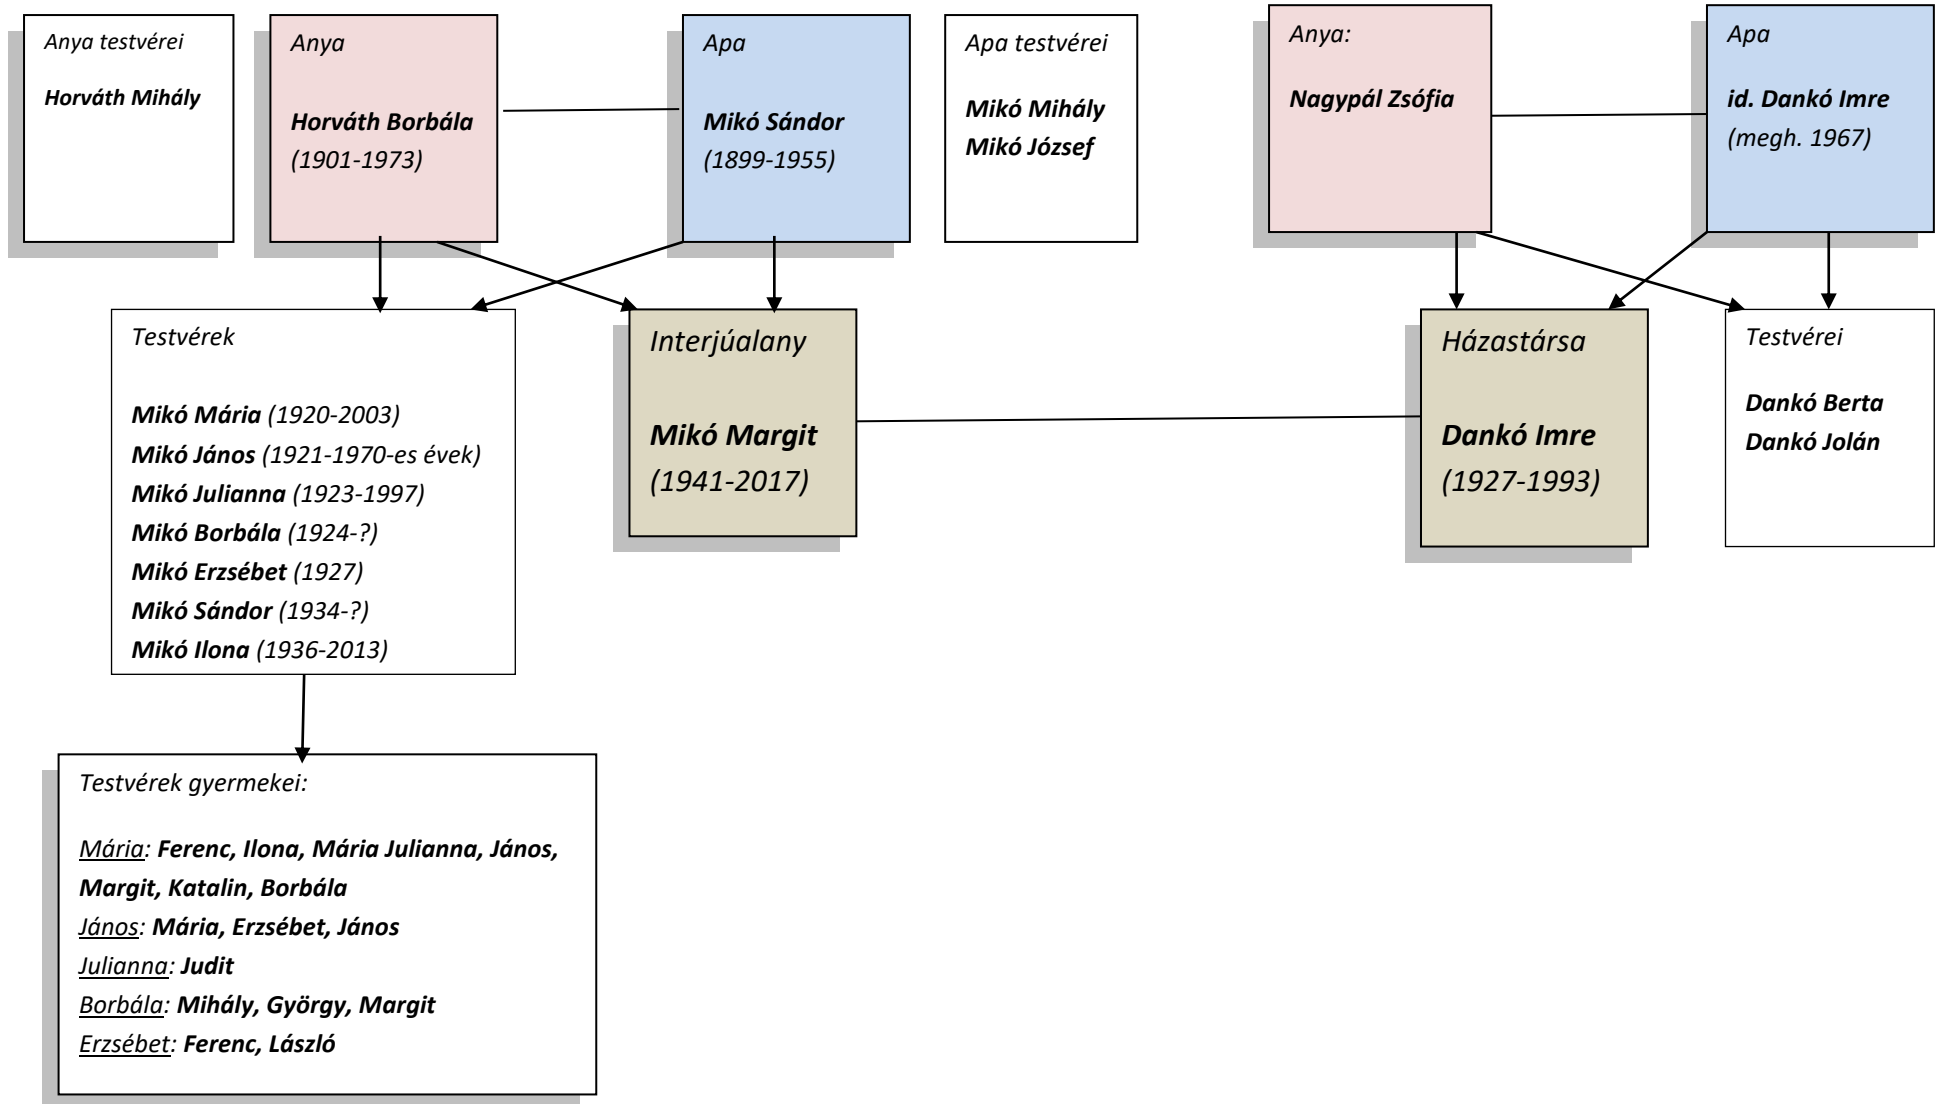 Anya testvérei
Horváth Mihály
Anya
Horváth Borbála
(1901-1973)
Apa
Mikó Sándor
(1899-1955)
Apa testvérei
Mikó Mihály
Mikó József
Anya:
Nagypál Zsófia
Apa
id. Dankó Imre
(megh. 1967)
Testvérek
Mikó Mária (1920-2003)
Mikó János (1921-1970-es évek)
Mikó Julianna (1923-1997)
Mikó Borbála (1924-?)
Mikó Erzsébet (1927)
Mikó Sándor (1934-?)
Mikó Ilona (1936-2013)
Interjúalany
Mikó Margit
(1941-2017)
Házastársa
Dankó Imre
(1927-1993)
Testvérei
Dankó Berta
Dankó Jolán
Testvérek gyermekei:
Mária: Ferenc, Ilona, Mária Julianna, János,
Margit, Katalin, Borbála
János: Mária, Erzsébet, János
Julianna: Judit
Borbála: Mihály, György, Margit
Erzsébet: Ferenc, László